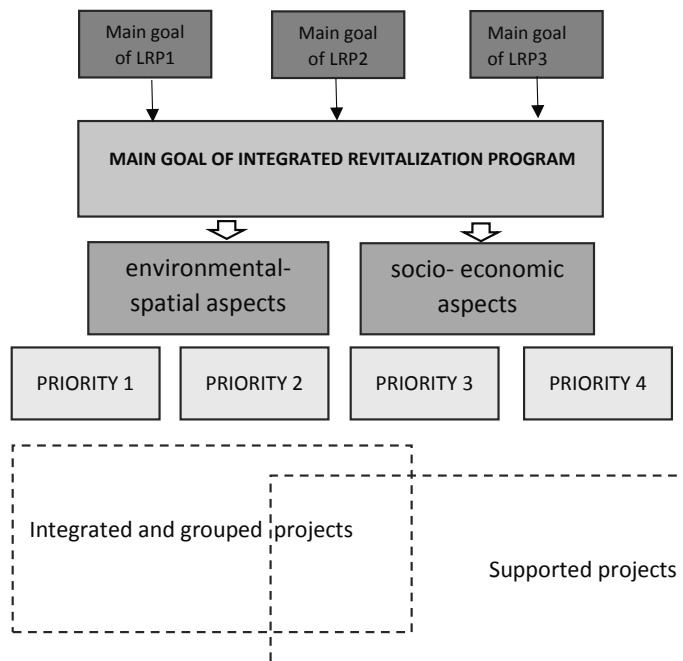 Main goal
of LRP1
Main goal
of LRP2
Main goal
of LRP3
MAIN GOAL OF INTEGRATED REVITALIZATION PROGRAM
environmental-
spatial aspects
socio- economic
aspects
PRIORITY 1
PRIORITY 2
PRIORITY 3
PRIORITY 4
Integrated and grouped projects
Supported projects